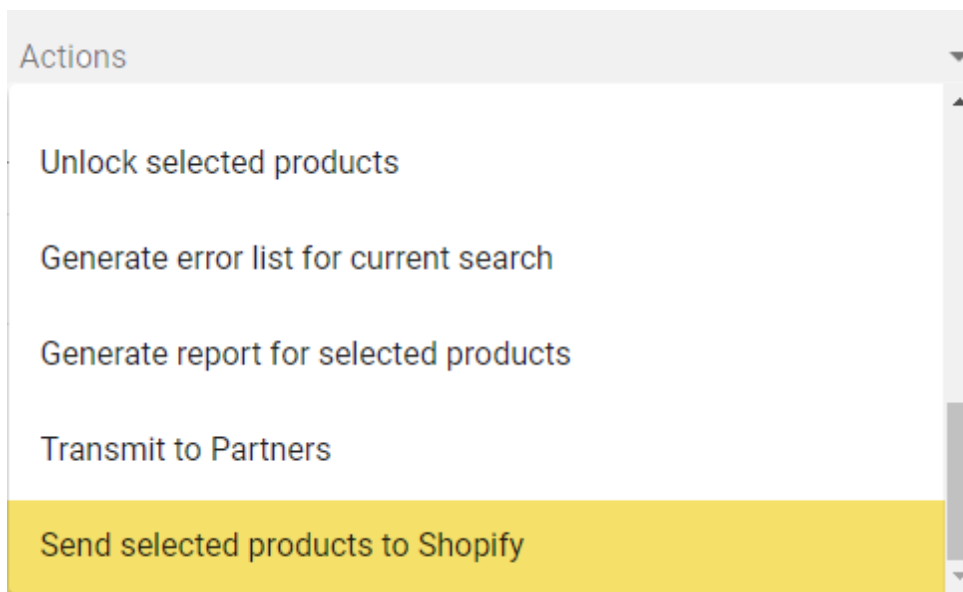 Actions
Unlock selected products
Generate error list for current search
Generate report for selected products
Transmit to Partners
Send selected products to Shopify